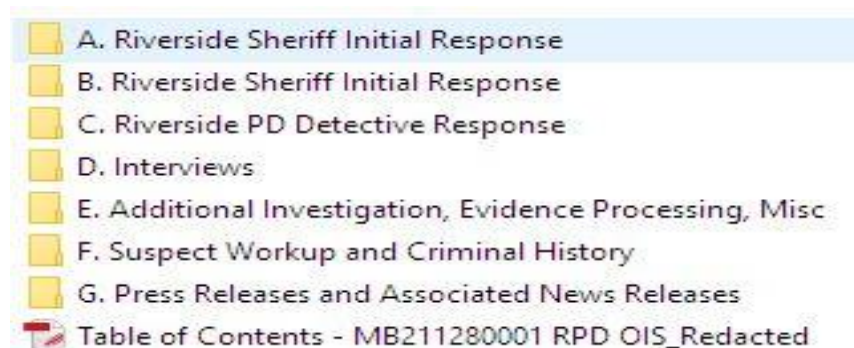 A. Riverside Sheriff Initial Response
B. Riverside Sheriff Initial Response
C. Riverside PD Detective Response
D. Interviews
E. Additional Investigation, Evidence Processing, Misc
F. Suspect Workup and Criminal History
G. Press Releases and Associated News Releases
Table of Contents - MB211280001 RPD OIS_Redacted